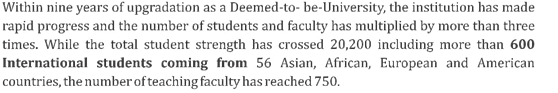 Within nine years of upgradation as a Deemed-to- be-University, the institution has made
rapid progress and the number of students and faculty has multiplied by more than three
times. While the total student strength has crossed 20,200 including more than 600
International students coming from 56 Asian, African, European and American
countries, the number of teaching faculty has reached 750.